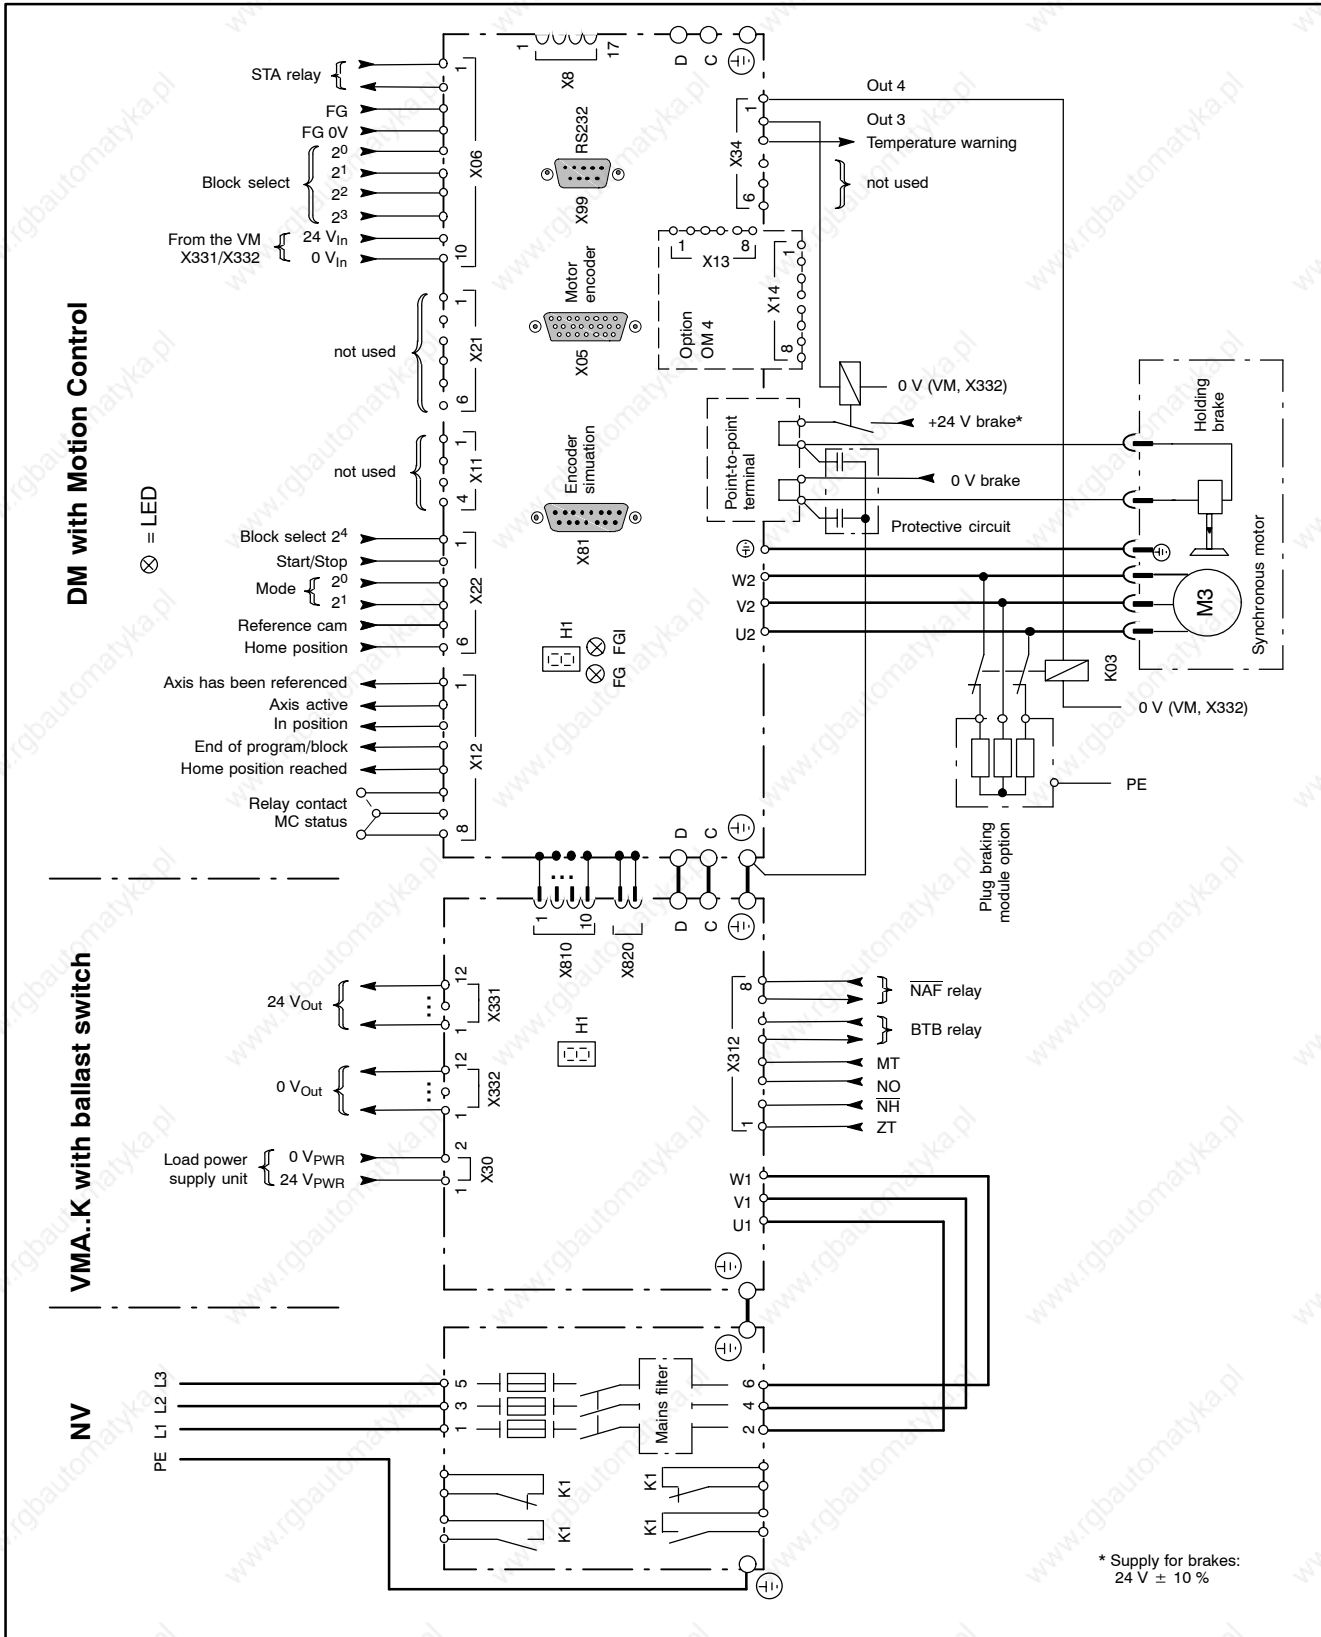 DM with Motion Control
= LED
STA relay
FG
FG 0V
Block select
2⁰
2¹
2²
2³
From the VM
X331/X332
24 VIn
0 VIn
1
X06
10
not used
1
X21
6
not used
1
X11
4
Block select 2⁴
Start/Stop
Mode
2⁰
2¹
Reference cam
Home position
1
X22
6
Axis has been referenced
Axis active
In position
End of program/block
Home position reached
Relay contact
MC status
1
X12
8
1
17
X8
RS232
X99
Motor
encoder
X05
Encoder
simuation
X81
H1
FGI
FG
D
C
1
X34
6
Out 4
Out 3
Temperature warning
not used
1
8
X13
1
X14
8
Option
OM 4
0 V (VM, X332)
+24 V brake*
Point-to-point
terminal
0 V brake
Protective circuit
W2
V2
U2
Holding
brake
M3
Synchronous motor
K03
0 V (VM, X332)
PE
Plug braking
module option
D
C
VMA..K with ballast switch
1
10
X810
X820
D
C
24 VOut
12
1
X331
0 VOut
12
1
X332
Load power
supply unit
0 VPWR
24 VPWR
2
1
X30
H1
8
X312
1
NAF relay
BTB relay
MT
NO
NH
ZT
W1
V1
U1
NV
L3
L2
L1
PE
5
3
1
Mains filter
6
4
2
K1
K1
K1
K1
* Supply for brakes:
24 V ± 10 %
www.rgbautomatyka.pl